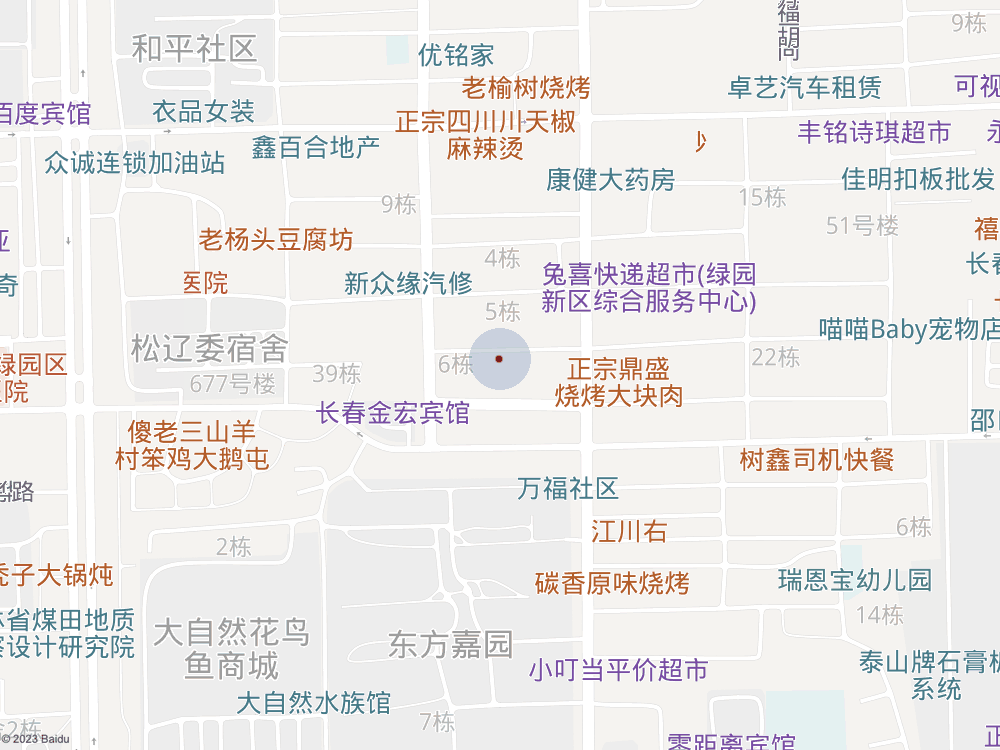 福
胡
同
9栋
和平社区
优铭家
老榆树烧烤
卓艺汽车租赁
可视
百度宾馆
衣品女装
正宗四川川天椒
麻辣烫
丰铭诗琪超市
众诚连锁加油站
鑫百合地产
康健大药房
佳明扣板批发
15栋
9栋
51号楼
老杨头豆腐坊
4栋
禧
亚
长春
医院
新众缘汽修
兔喜快递超市(绿园
新区综合服务中心)
奇
5栋
喵喵Baby宠物店
松辽委宿舍
绿园区
医院
6栋
39栋
677号楼
正宗鼎盛
烧烤大块肉
22栋
长春金宏宾馆
傻老三山羊
村笨鸡大鹅屯
树鑫司机快餐
万福社区
路
江川右
6栋
2栋
秃子大锅炖
碳香原味烧烤
瑞恩宝幼儿园
14栋
林省煤田地质
察设计研究院
大自然花鸟
鱼商城
东方嘉园
小叮当平价超市
泰山牌石膏板
系统
大自然水族馆
7栋
2栋
零距离宾馆
© 2023 Baidu